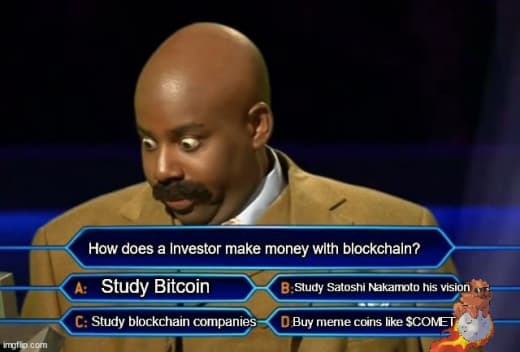 How does a Investor make money with blockchain?
A: Study Bitcoin
B: Study Satoshi Nakamoto his vision
C: Study blockchain companies
D: Buy meme coins like $COMET
imgflip.com